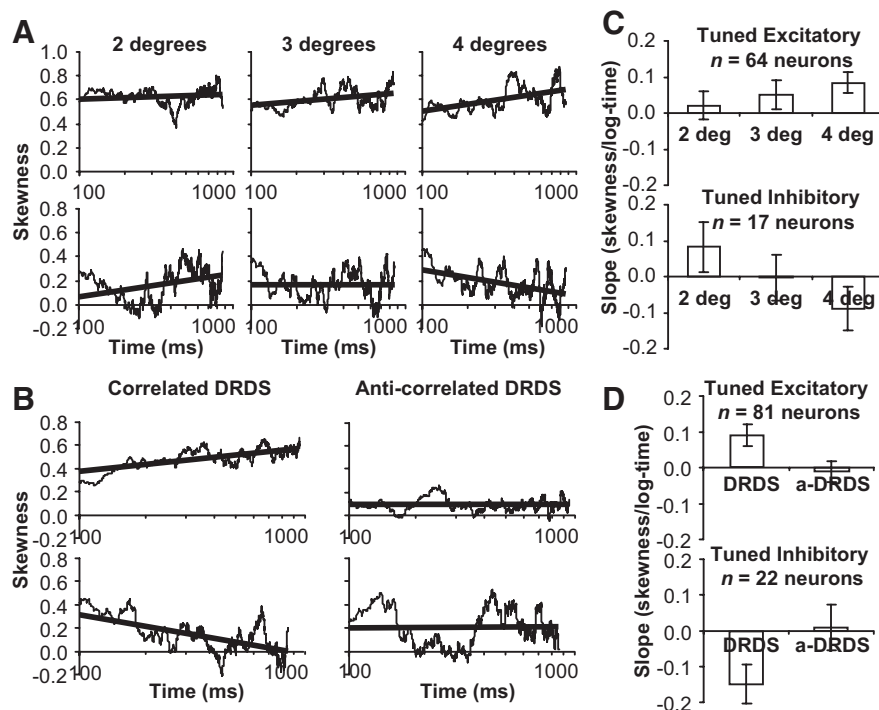 A
2 degrees
3 degrees
4 degrees
Skewness
1.0
0.8
0.6
0.4
0.2
0.0
100
1000
100
1000
100
1000
0.8
0.6
0.4
0.2
0.0
-0.2
100
1000
100
1000
100
1000
Time (ms)
Time (ms)
Time (ms)
B
Correlated DRDS
Anti-correlated DRDS
Skewness
0.8
0.6
0.4
0.2
0.0
-0.2
100
1000
100
1000
0.8
0.6
0.4
0.2
0.0
-0.2
100
1000
100
1000
Time (ms)
Time (ms)
C
Slope (skewness/log-time)
Tuned Excitatory
n = 64 neurons
0.2
0.1
0.0
-0.1
-0.2
2 deg
3 deg
4 deg
Tuned Inhibitory
n = 17 neurons
0.2
0.1
0.0
-0.1
-0.2
2 deg
3 deg
4 deg
D
Slope (skewness/log-time)
Tuned Excitatory
n = 81 neurons
0.2
0.1
0.0
-0.1
-0.2
DRDS
a-DRDS
Tuned Inhibitory
n = 22 neurons
0.2
0.1
0.0
-0.1
-0.2
DRDS
a-DRDS